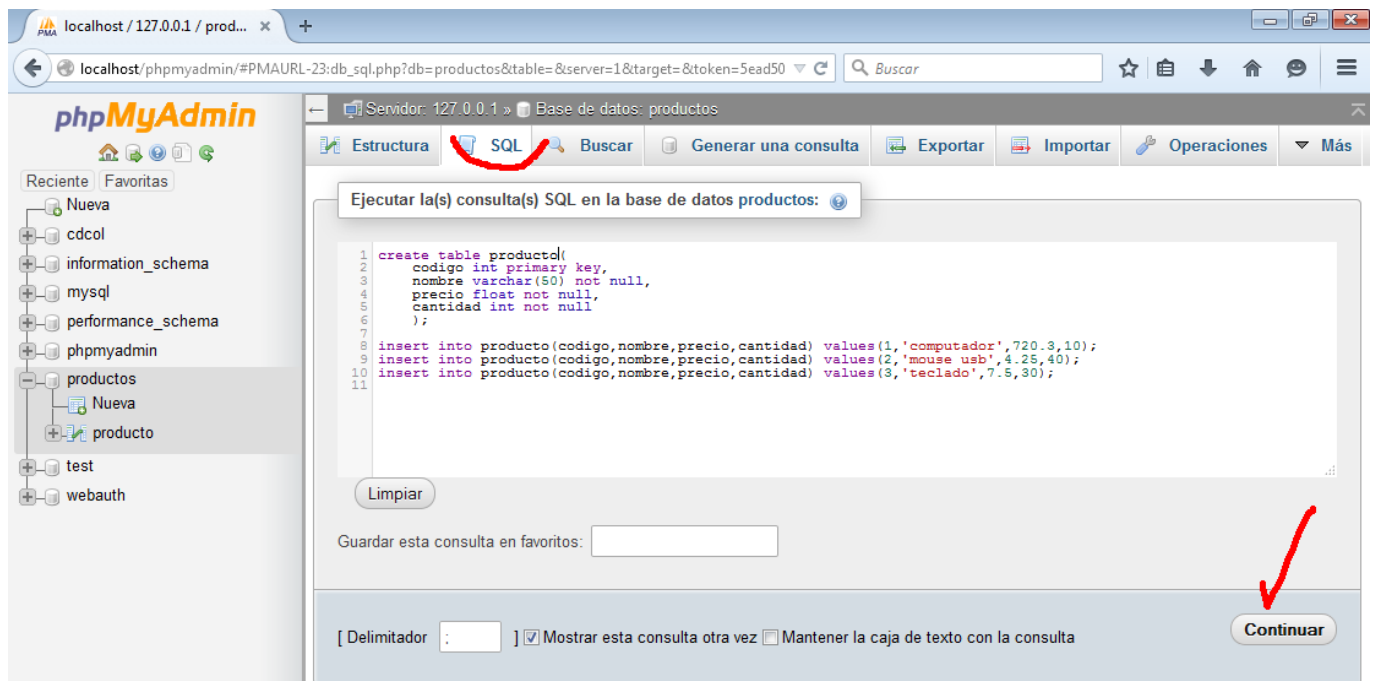 localhost / 127.0.0.1 / prod...
localhost/phpmyadmin/#PMAURL-23:db_sql.php?db=productos&table=&server=1&target=&token=5ead50
Buscar
phpMyAdmin
Reciente Favoritas
Nueva
cdcol
information_schema
mysql
performance_schema
phpmyadmin
productos
Nueva
producto
test
webauth
Servidor: 127.0.0.1 » Base de datos: productos
Estructura SQL Buscar Generar una consulta Exportar Importar Operaciones Más
Ejecutar la(s) consulta(s) SQL en la base de datos productos:
1 create table producto(
2 codigo int primary key,
3 nombre varchar(50) not null,
4 precio float not null,
5 cantidad int not null
6 );
7
8 insert into producto(codigo,nombre,precio,cantidad) values(1,'computador',720.3,10);
9 insert into producto(codigo,nombre,precio,cantidad) values(2,'mouse usb',4.25,40);
10 insert into producto(codigo,nombre,precio,cantidad) values(3,'teclado',7.5,30);
11
Limpiar
Guardar esta consulta en favoritos:
[ Delimitador ; ] Mostrar esta consulta otra vez Mantener la caja de texto con la consulta
Continuar